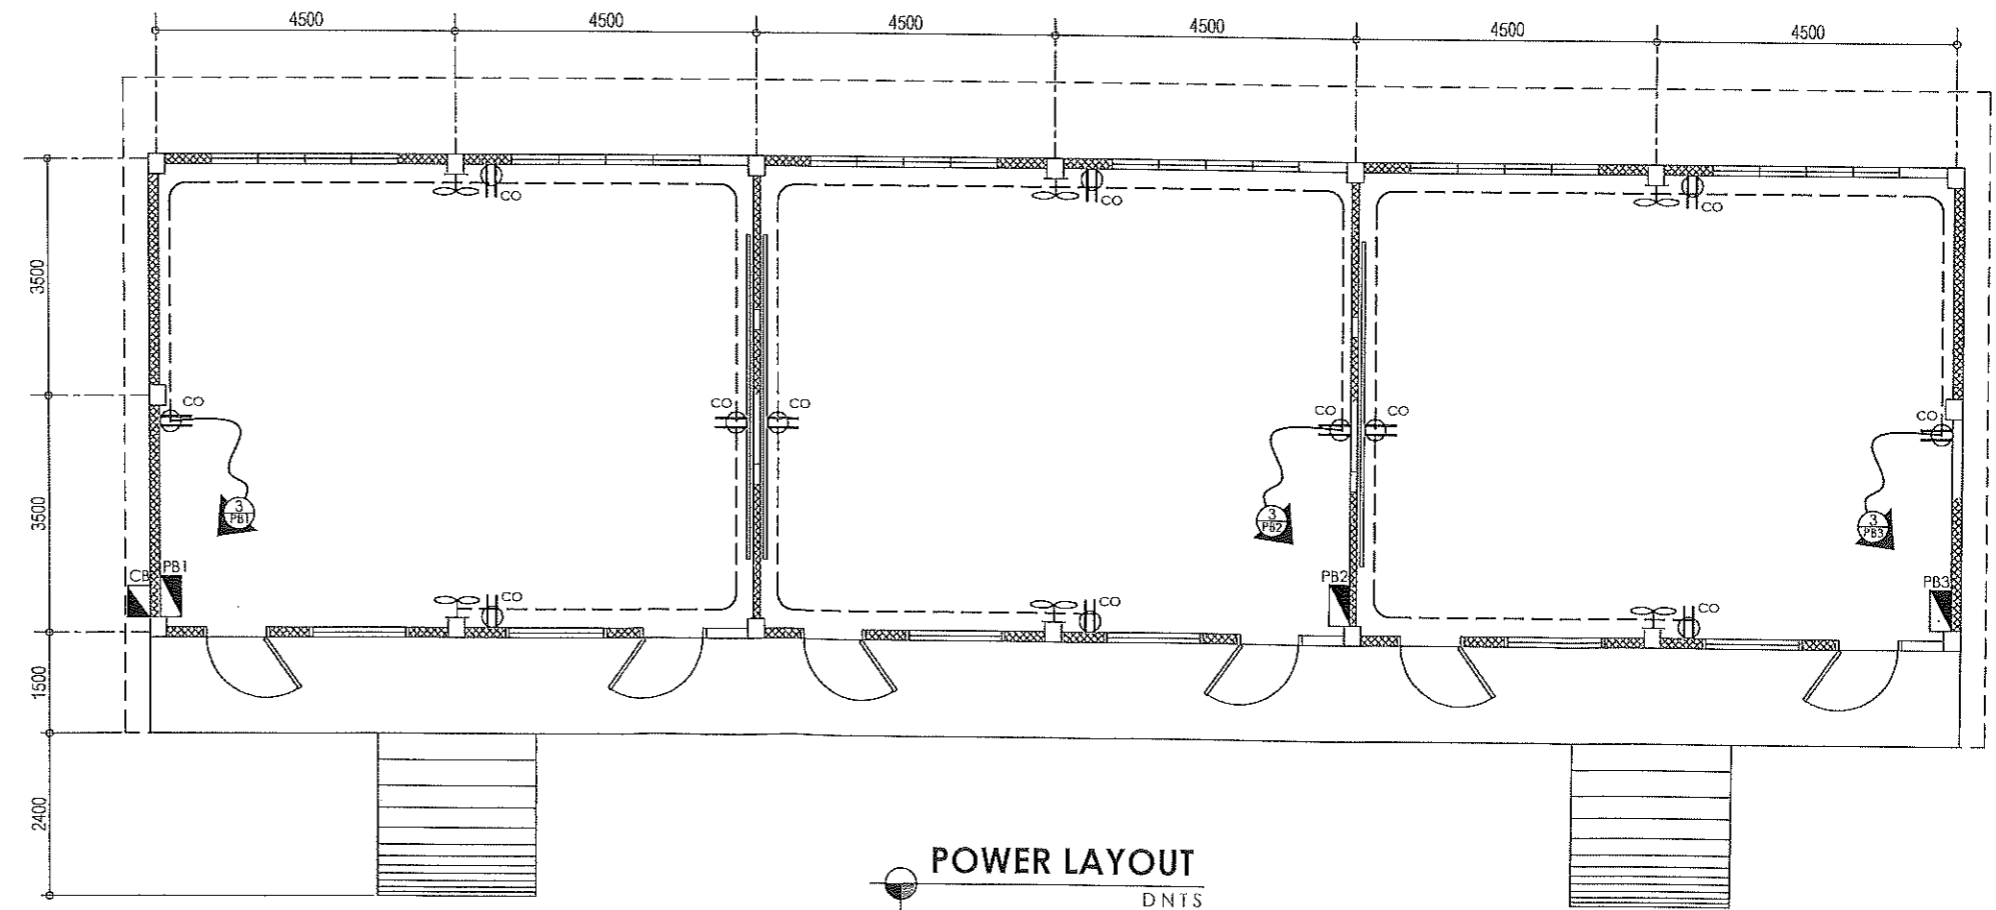 4500 4500 4500 4500 4500 4500
CO CO CO
3500
CO CO CO CO CO CO
3500
3 3 3
PB1 PB2 PB3
CB PB1 PB2 PB3
CO CO CO
1500
2400
POWER LAYOUT
DNTS